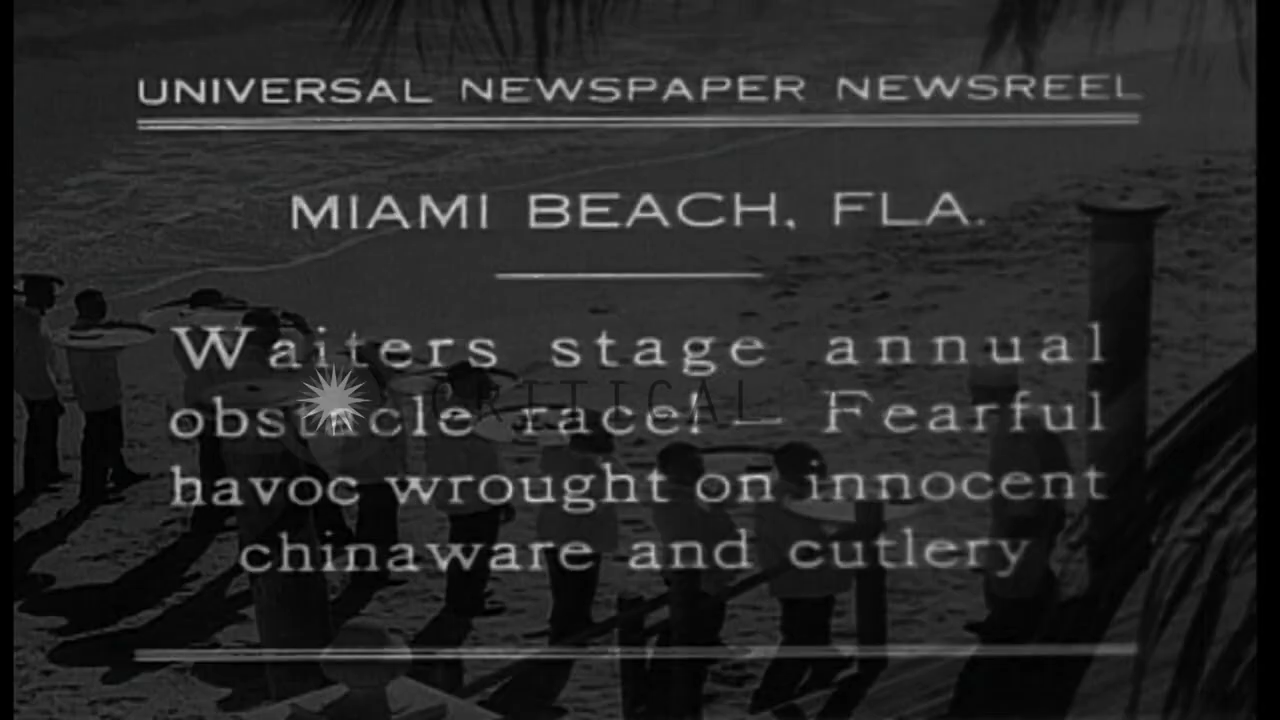 UNIVERSAL NEWSPAPER NEWSREEL
MIAMI BEACH, FLA.
Waiters stage annual
obstacle race! — Fearful
CRITICAL
havoc wrought on innocent
chinaware and cutlery